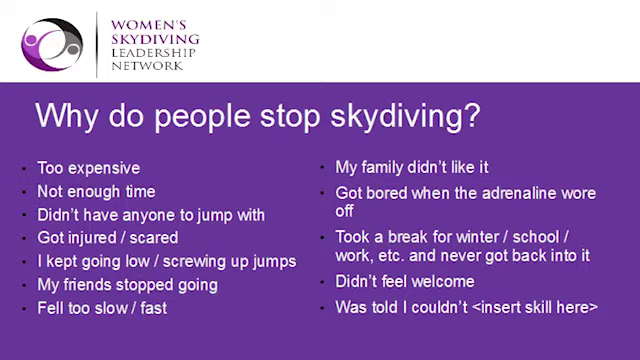 WOMEN'S
SKYDIVING
LEADERSHIP
NETWORK
Why do people stop skydiving?
• Too expensive
• Not enough time
• Didn't have anyone to jump with
• Got injured / scared
• I kept going low / screwing up jumps
• My friends stopped going
• Fell too slow / fast
• My family didn't like it
• Got bored when the adrenaline wore
off
• Took a break for winter / school /
work, etc. and never got back into it
• Didn't feel welcome
• Was told I couldn't <insert skill here>